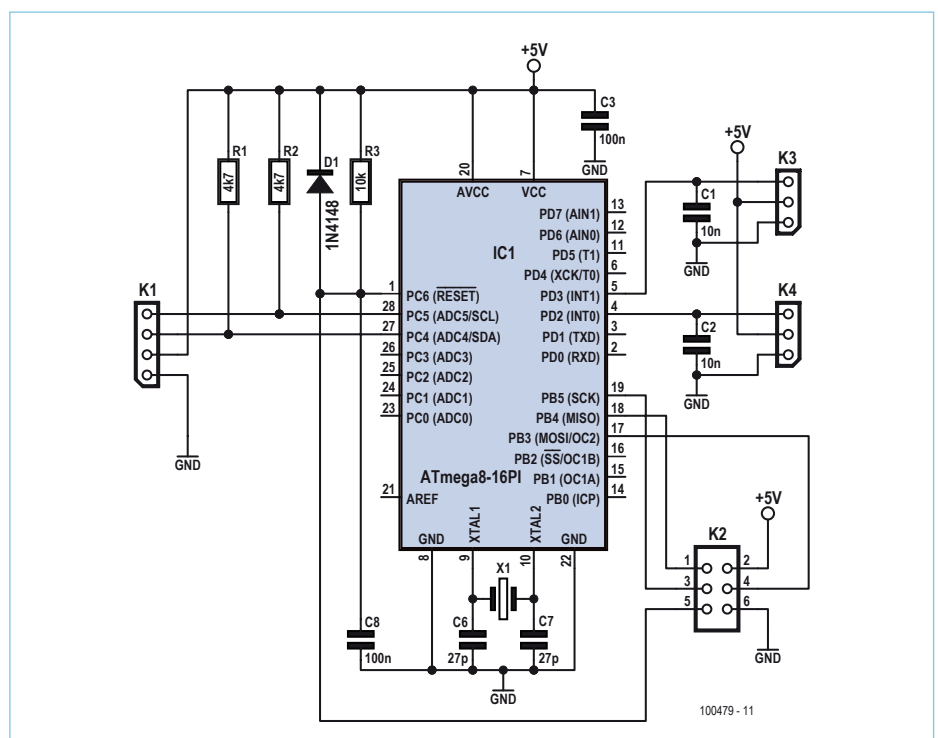 +5V
C3
100n
GND
+5V
K3
R1
4k7
R2
4k7
D1
1N4148
R3
10k
20
7
AVCC
VCC
IC1
PD7 (AIN1)
13
PD6 (AIN0)
12
PD5 (T1)
11
PD4 (XCK/T0)
6
PD3 (INT1)
5
PD2 (INT0)
4
PD1 (TXD)
3
PD0 (RXD)
2
C1
10n
GND
K4
C2
10n
GND
K1
GND
1
PC6 (RESET)
28
PC5 (ADC5/SCL)
27
PC4 (ADC4/SDA)
26
PC3 (ADC3)
25
PC2 (ADC2)
24
PC1 (ADC1)
23
PC0 (ADC0)
PB5 (SCK)
19
PB4 (MISO)
18
PB3 (MOSI/OC2)
17
PB2 (SS/OC1B)
16
PB1 (OC1A)
15
PB0 (ICP)
14
ATmega8-16PI
21
AREF
GND
XTAL1
XTAL2
GND
8
9
10
22
X1
+5V
K2
1
2
3
4
5
6
GND
C8
100n
C6
27p
C7
27p
GND
100479 - 11